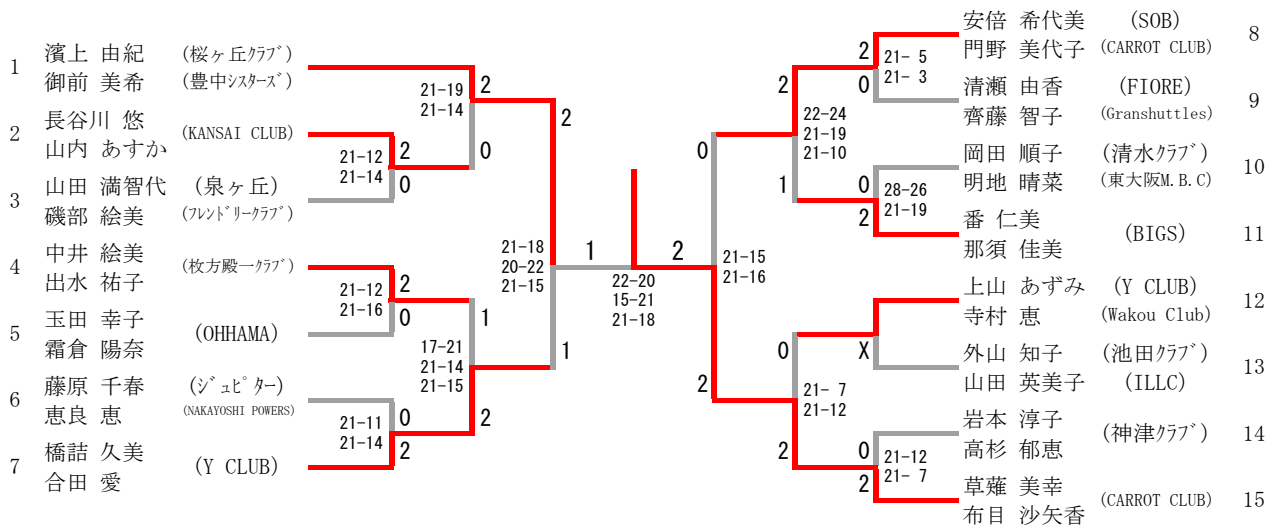 1 濱上 由紀 (桜ヶ丘ｸﾗﾌﾞ)
御前 美希 (豊中ｼｽﾀｰｽﾞ)
2 長谷川 悠 (KANSAI CLUB)
山内 あすか
3 山田 満智代 (泉ヶ丘)
磯部 絵美 (ﾌﾚﾝﾄﾞﾘｰｸﾗﾌﾞ)
4 中井 絵美 (枚方殿一ｸﾗﾌﾞ)
出水 祐子
5 玉田 幸子 (OHHAMA)
霜倉 陽奈
6 藤原 千春 (ｼﾞｭﾋﾟﾀｰ)
恵良 恵 (NAKAYOSHI POWERS)
7 橋詰 久美 (Y CLUB)
合田 愛
21-19
21-14
2
0
21-12
21-14
2
0
21-12
21-16
2
0
17-21
21-14
21-15
1
2
21-11
21-14
0
2
2
21-18
20-22
21-15
1
1
22-20
15-21
21-18
2
0
21-15
21-16
2
2
22-24
21-19
21-10
1
2
21- 5
21- 3
0
0
28-26
21-19
2
0
21- 7
21-12
2
X
0
21-12
21- 7
2
安倍 希代美 (SOB) 8
門野 美代子 (CARROT CLUB)
清瀬 由香 (FIORE) 9
齊藤 智子 (Granshuttles)
岡田 順子 (清水ｸﾗﾌﾞ) 10
明地 晴菜 (東大阪M.B.C)
番 仁美 (BIGS) 11
那須 佳美
上山 あずみ (Y CLUB) 12
寺村 恵 (Wakou Club)
外山 知子 (池田ｸﾗﾌﾞ) 13
山田 英美子 (ILLC)
岩本 淳子 (神津ｸﾗﾌﾞ) 14
高杉 郁恵
草薙 美幸 (CARROT CLUB) 15
布目 沙矢香